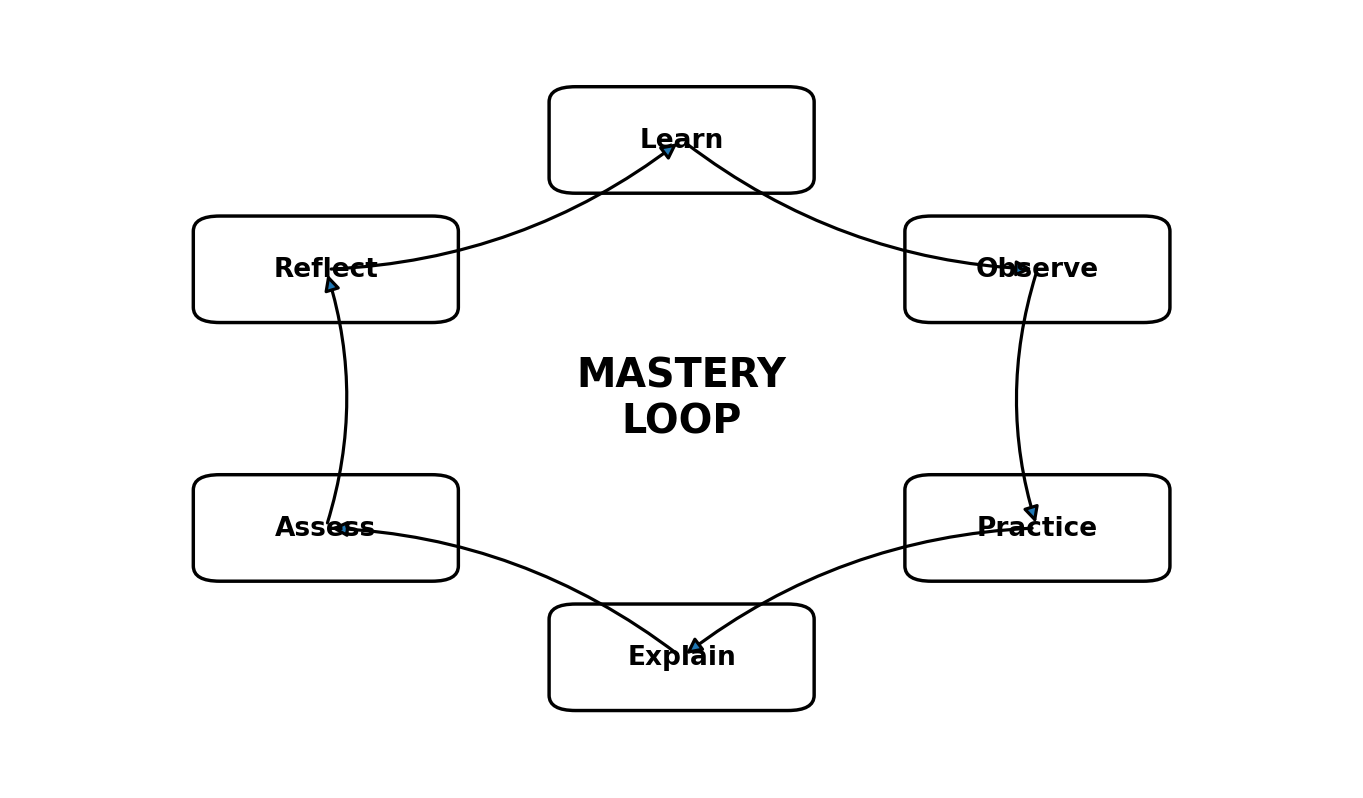 Learn
Reflect
Observe
MASTERY
LOOP
Assess
Practice
Explain